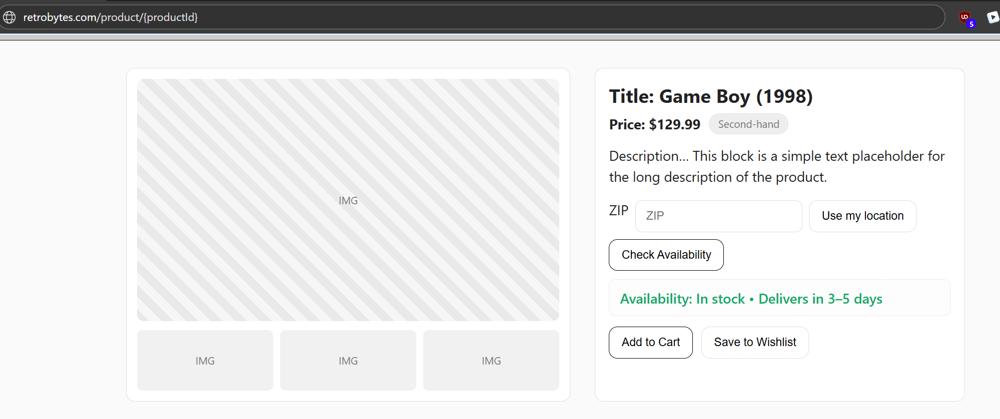 retrobytes.com/product/{productId}
5
IMG
IMG
IMG
IMG
Title: Game Boy (1998)
Price: $129.99 Second-hand
Description... This block is a simple text placeholder for
the long description of the product.
ZIP ZIP Use my location
Check Availability
Availability: In stock • Delivers in 3–5 days
Add to Cart Save to Wishlist